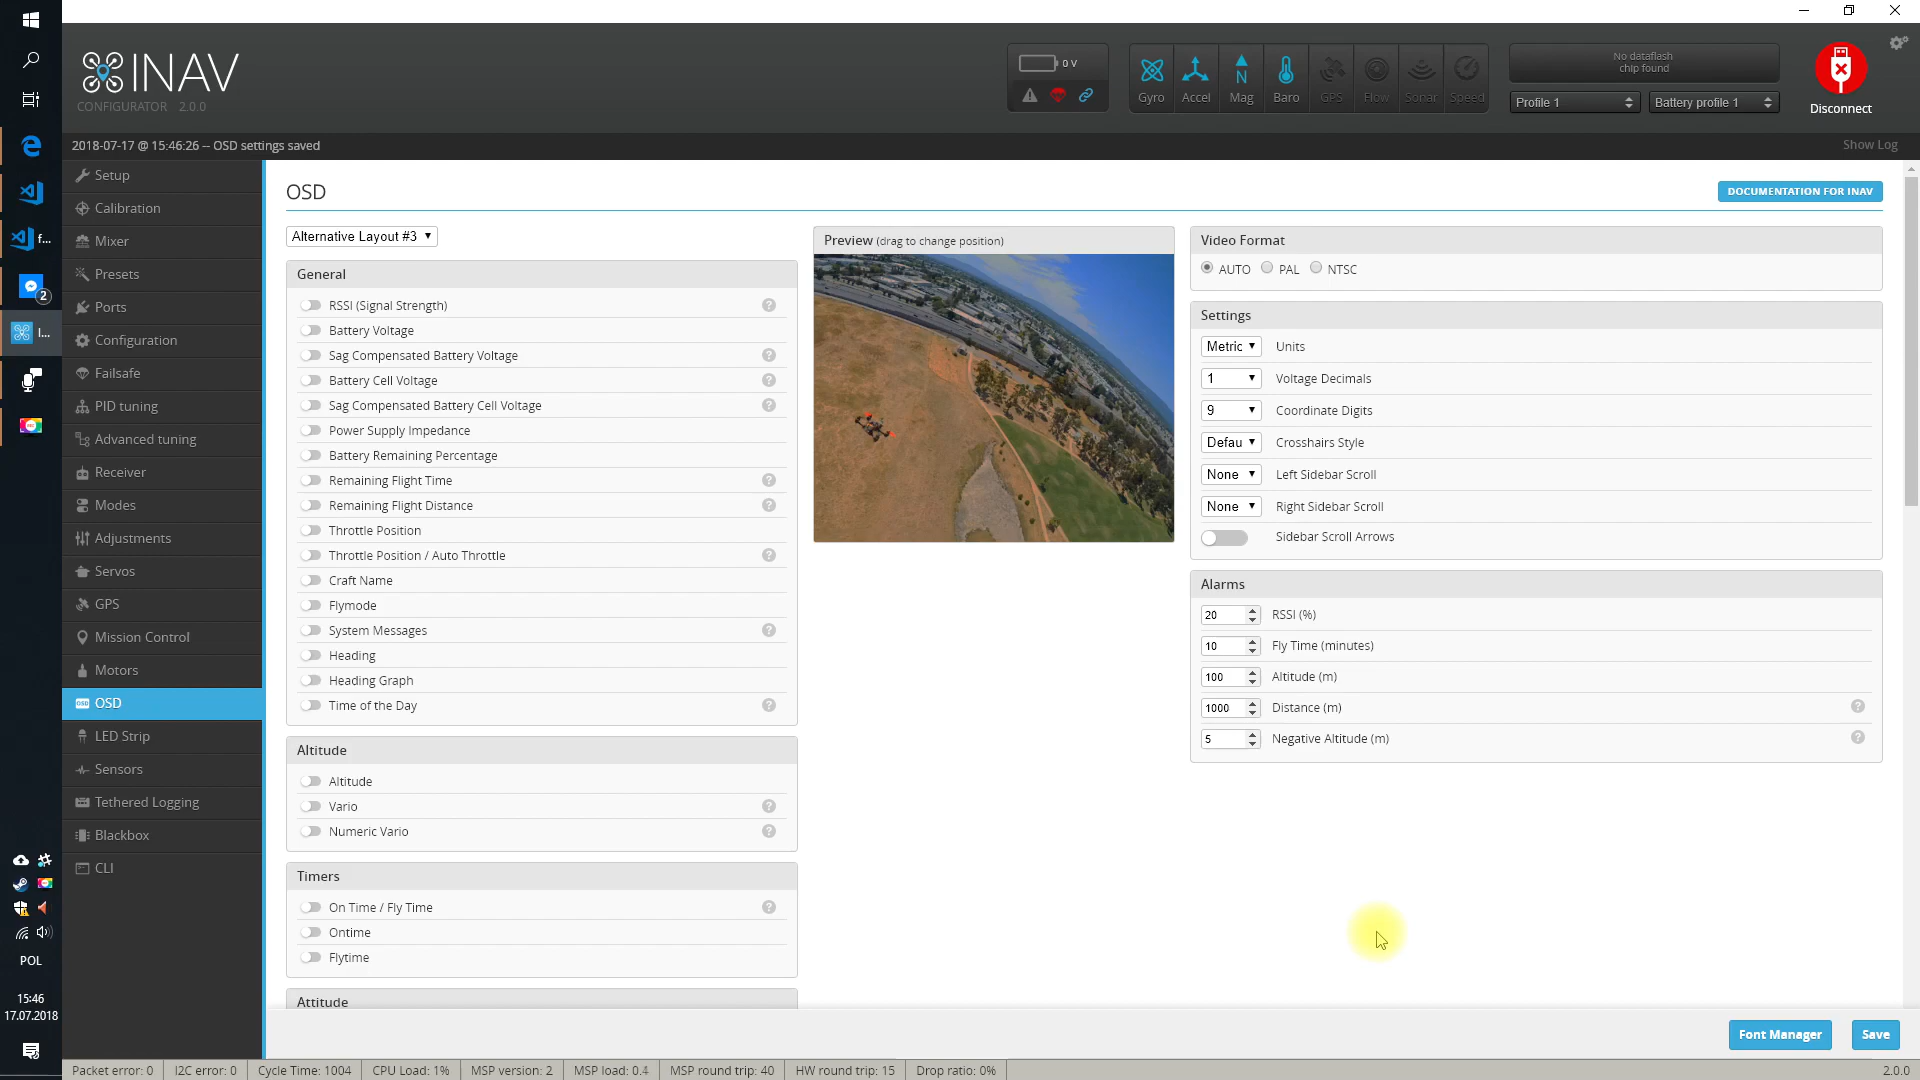 INAV
CONFIGURATOR 2.0.0
0 V
Gyro
Accel
Mag
Baro
GPS
Flow
Sonar
Speed
No dataflash
chip found
Profile 1
Battery profile 1
Disconnect
2018-07-17 @ 15:46:26 -- OSD settings saved
Show Log
f...
2
I...
POL
15:46
17.07.2018
Setup
Calibration
Mixer
Presets
Ports
Configuration
Failsafe
PID tuning
Advanced tuning
Receiver
Modes
Adjustments
Servos
GPS
Mission Control
Motors
OSD
LED Strip
Sensors
Tethered Logging
Blackbox
CLI
OSD
DOCUMENTATION FOR INAV
Alternative Layout #3
General
RSSI (Signal Strength)
Battery Voltage
Sag Compensated Battery Voltage
Battery Cell Voltage
Sag Compensated Battery Cell Voltage
Power Supply Impedance
Battery Remaining Percentage
Remaining Flight Time
Remaining Flight Distance
Throttle Position
Throttle Position / Auto Throttle
Craft Name
Flymode
System Messages
Heading
Heading Graph
Time of the Day
Altitude
Altitude
Vario
Numeric Vario
Timers
On Time / Fly Time
Ontime
Flytime
Attitude
Preview (drag to change position)
Video Format
AUTO PAL NTSC
Settings
Metric Units
1 Voltage Decimals
9 Coordinate Digits
Defau Crosshairs Style
None Left Sidebar Scroll
None Right Sidebar Scroll
Sidebar Scroll Arrows
Alarms
20 RSSI (%)
10 Fly Time (minutes)
100 Altitude (m)
1000 Distance (m)
5 Negative Altitude (m)
Font Manager
Save
Packet error: 0
I2C error: 0
Cycle Time: 1004
CPU Load: 1%
MSP version: 2
MSP load: 0.4
MSP round trip: 40
HW round trip: 15
Drop ratio: 0%
2.0.0